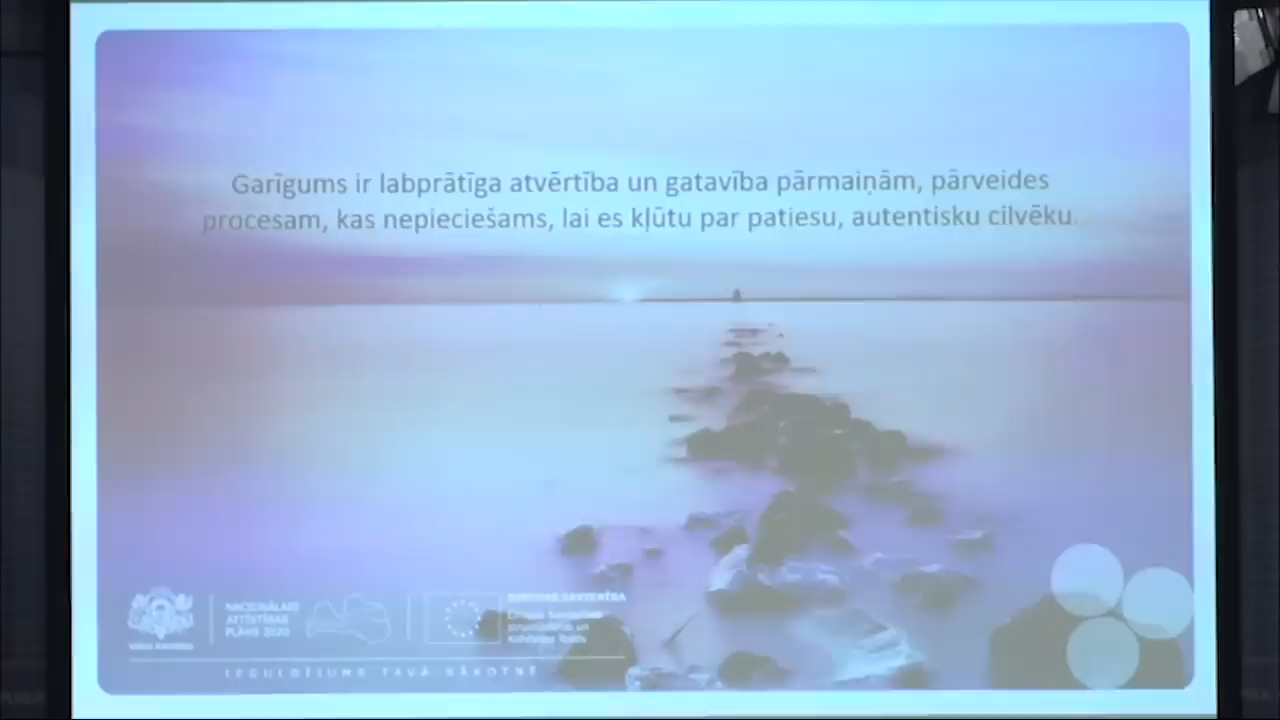 Garīgums ir labprātīga atvērtība un gatavība pārmaiņām, pārveides
procesam, kas nepieciešams, lai es kļūtu par patiesu, autentisku cilvēku.
NACIONĀLAIS
ATTĪSTĪBAS
PLĀNS 2020
EIROPAS SAVIENĪBA
IEGULDĪJUMS TAVĀ NĀKOTNĒ